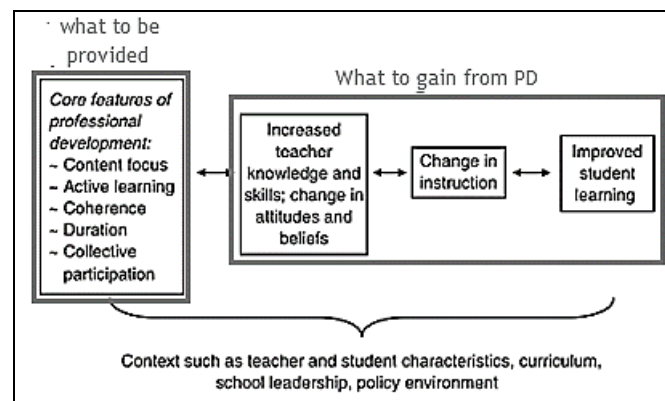 what to be
provided
Core features of
professional
development:
~ Content focus
~ Active learning
~ Coherence
~ Duration
~ Collective
participation
What to gain from PD
Increased
teacher
knowledge and
skills; change in
attitudes and
beliefs
Change in
instruction
Improved
student
learning
Context such as teacher and student characteristics, curriculum,
school leadership, policy environment